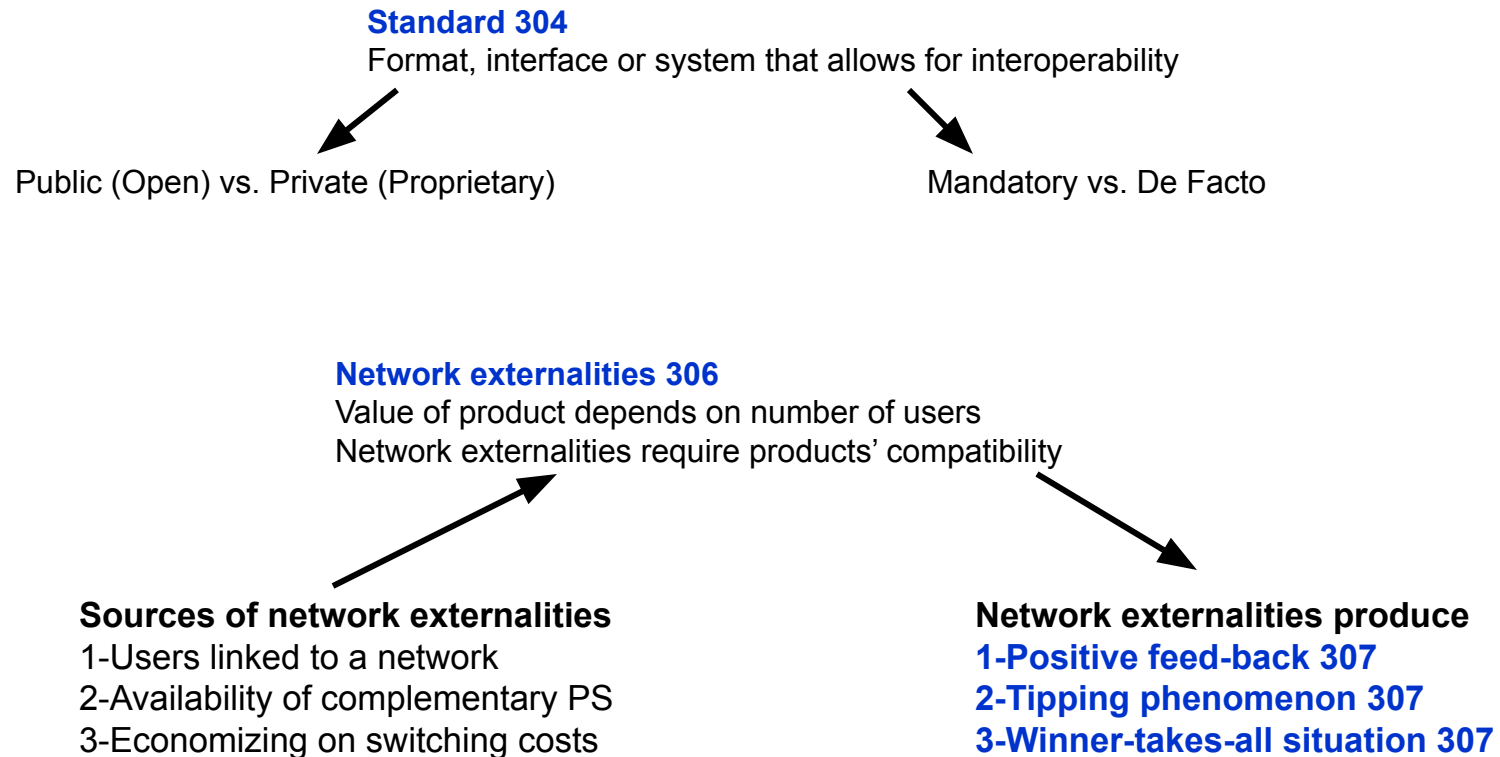 Standard 304
Format, interface or system that allows for interoperability
Public (Open) vs. Private (Proprietary)
Mandatory vs. De Facto
Network externalities 306
Value of product depends on number of users
Network externalities require products’ compatibility
Sources of network externalities
1-Users linked to a network
2-Availability of complementary PS
3-Economizing on switching costs
Network externalities produce
1-Positive feed-back 307
2-Tipping phenomenon 307
3-Winner-takes-all situation 307